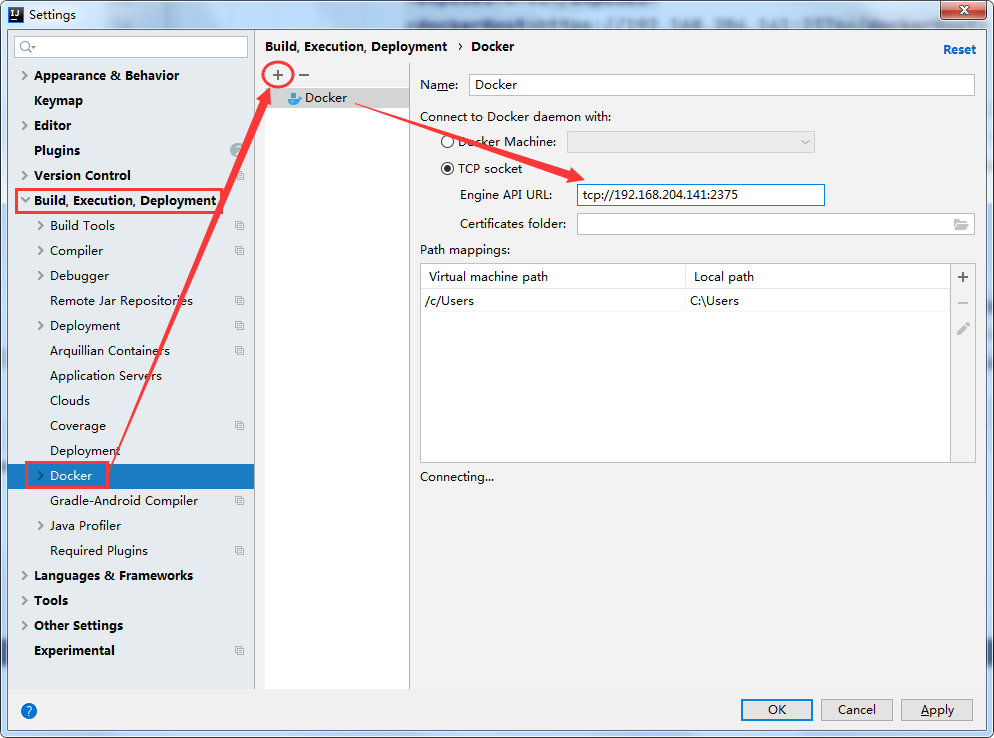 Settings
Build, Execution, Deployment › Docker
Reset
Appearance & Behavior
Keymap
Editor
Plugins
Version Control
Build, Execution, Deployment
Build Tools
Compiler
Debugger
Remote Jar Repositories
Deployment
Arquillian Containers
Application Servers
Clouds
Coverage
Deployment
Docker
Gradle-Android Compiler
Java Profiler
Required Plugins
Languages & Frameworks
Tools
Other Settings
Experimental
Docker
Name: Docker
Connect to Docker daemon with:
Docker Machine:
TCP socket
Engine API URL: tcp://192.168.204.141:2375
Certificates folder:
Path mappings:
Virtual machine path Local path
/c/Users C:\Users
Connecting...
OK Cancel Apply